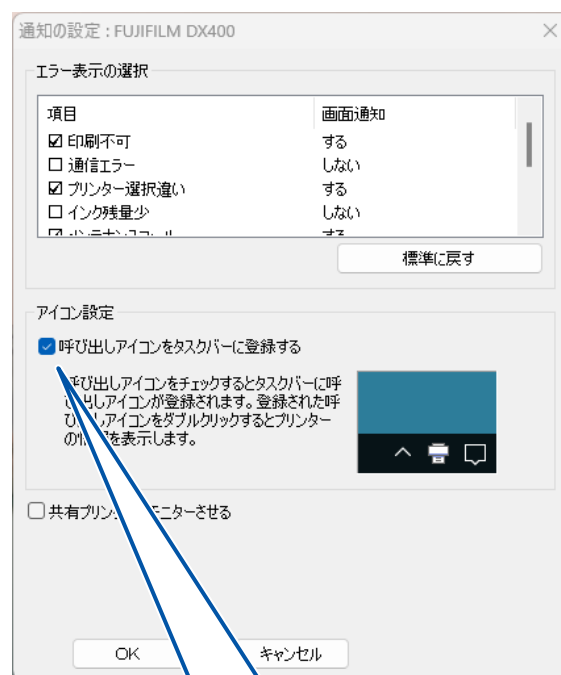 通知の設定 : FUJIFILM DX400
エラー表示の選択
項目 画面通知
印刷不可 する
通信エラー しない
プリンター選択違い する
インク残量少 しない
する
標準に戻す
アイコン設定
呼び出しアイコンをタスクバーに登録する
呼び出しアイコンをチェックするとタスクバーに呼
び出しアイコンが登録されます。登録された呼
び出しアイコンをダブルクリックするとプリンター
の情報を表示します。
共有プリンターをモニターさせる
OK キャンセル